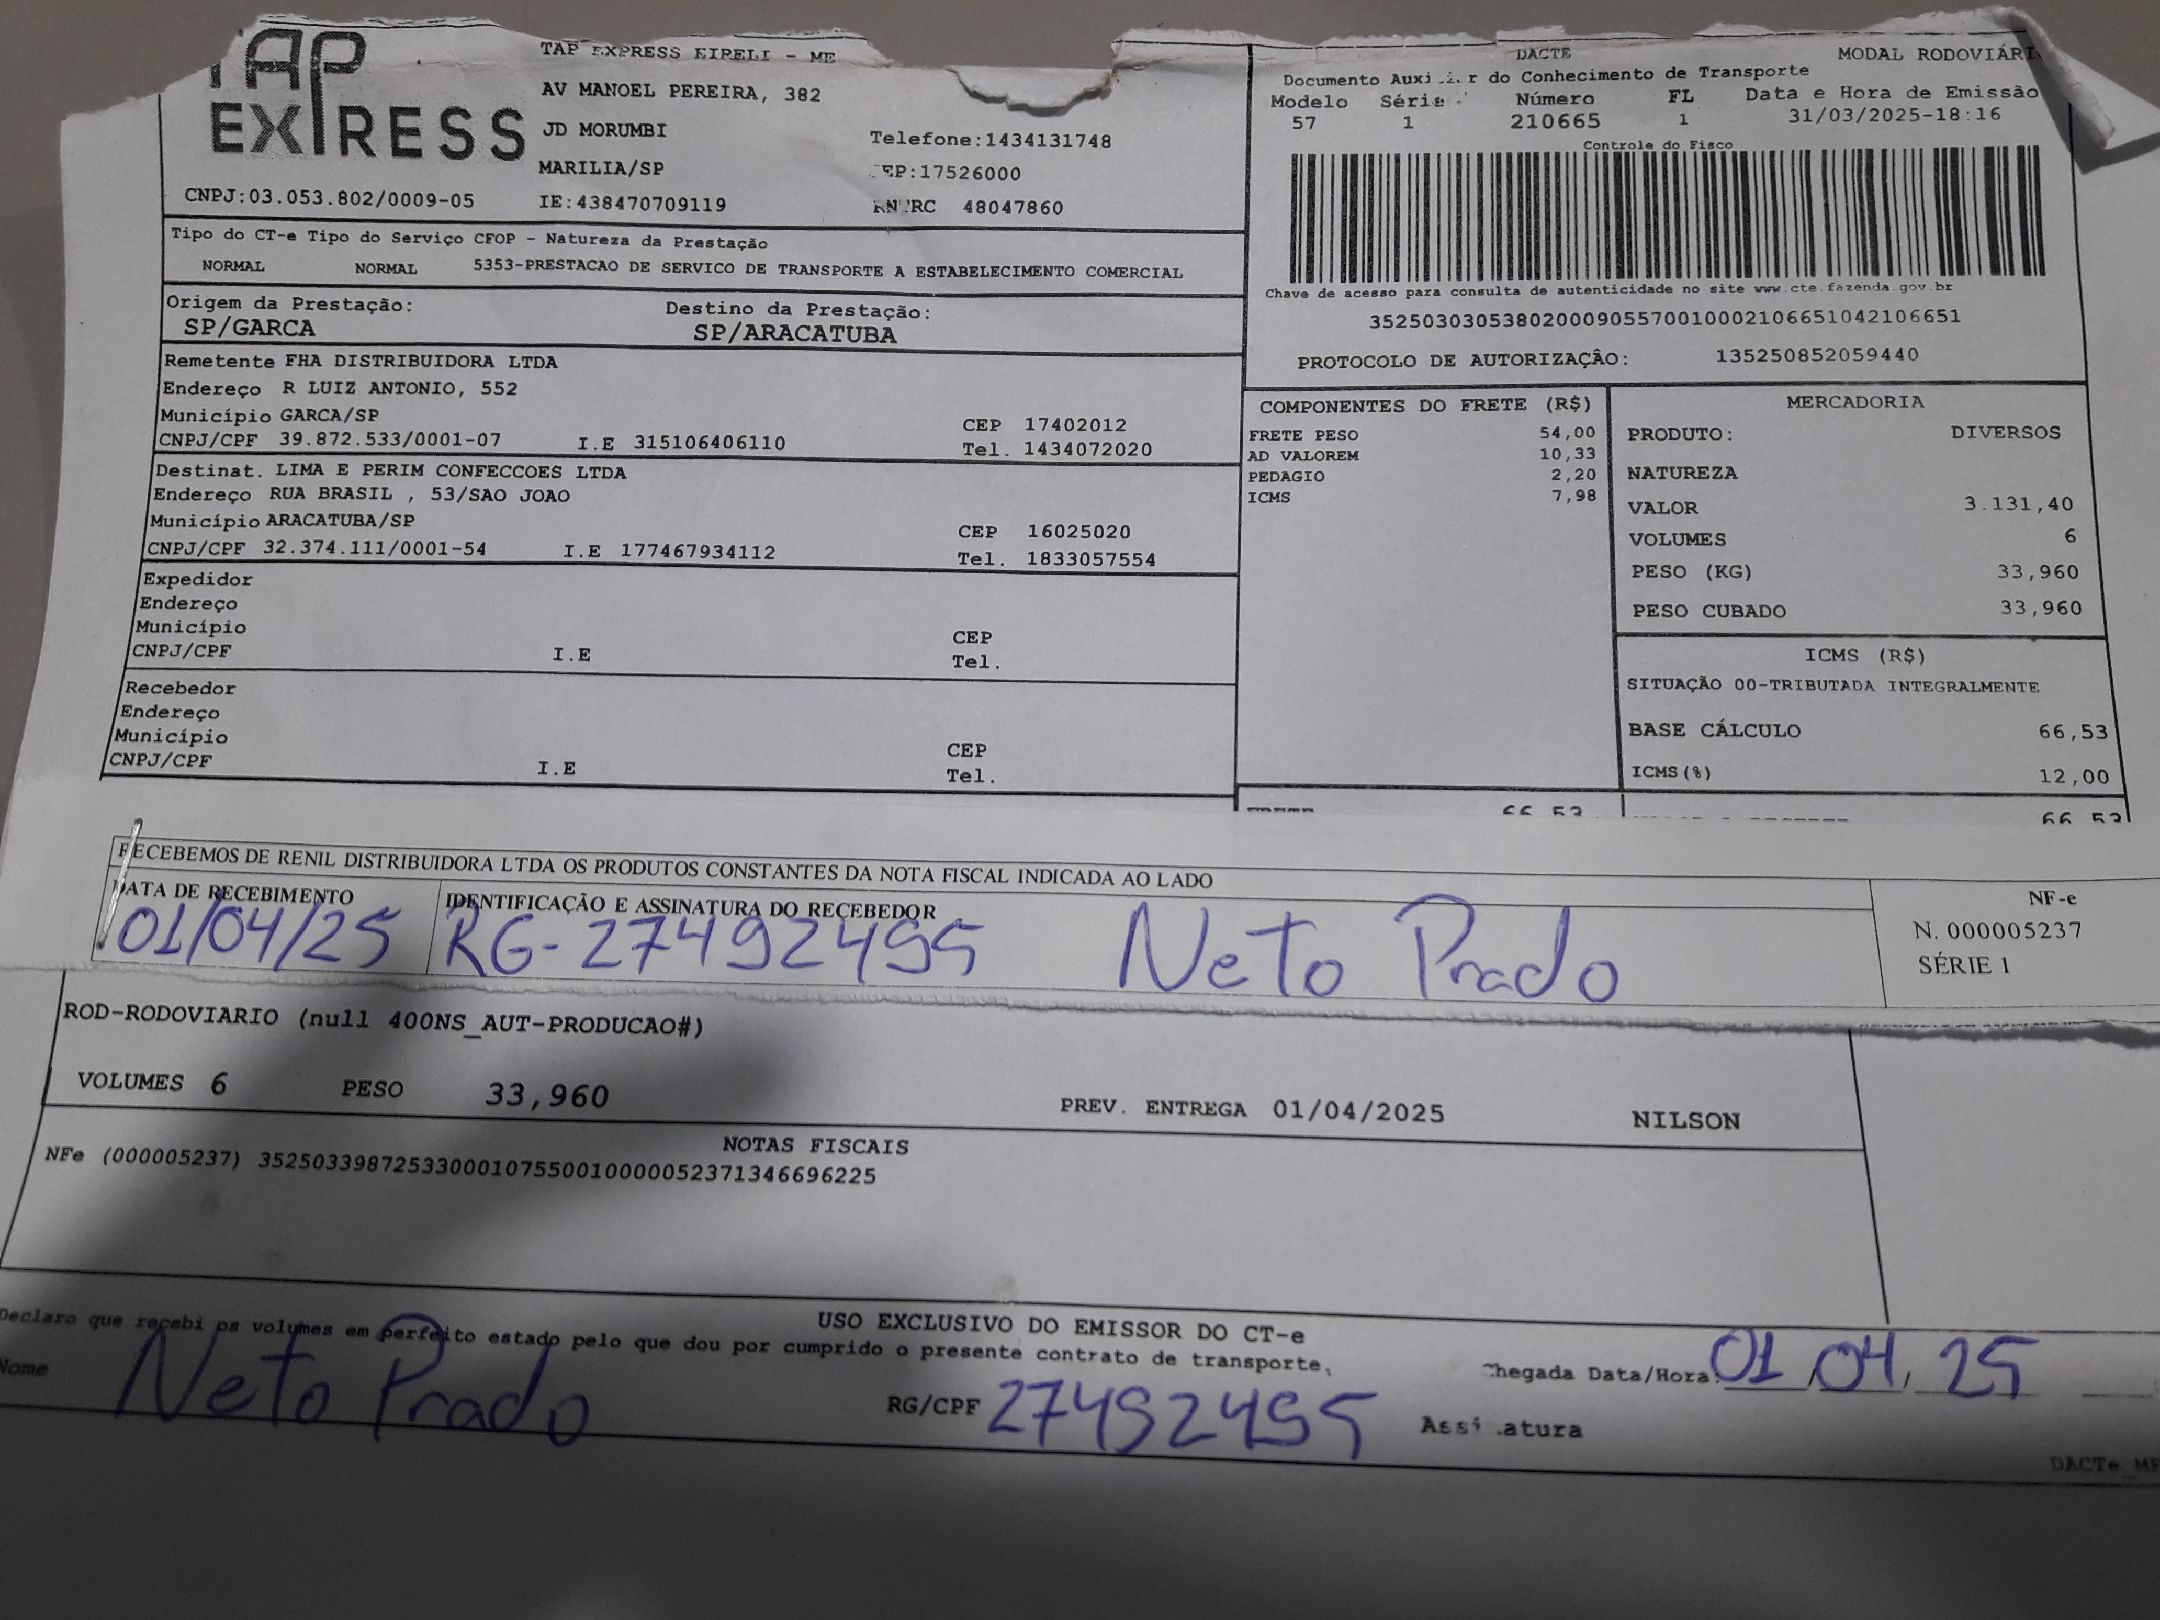 TAP EXPRESS
TAP EXPRESS EIRELI - ME
AV MANOEL PEREIRA, 382
JD MORUMBI
MARILIA/SP
Telefone:1434131748
CEP:17526000
CNPJ:03.053.802/0009-05 IE:438470709119 RNTRC 48047860
DACTE MODAL RODOVIÁRIO
Documento Auxiliar do Conhecimento de Transporte
Modelo Série Número FL Data e Hora de Emissão
57 1 210665 1 31/03/2025-18:16
Controle do Fisco
Chave de acesso para consulta de autenticidade no site www.cte.fazenda.gov.br
35250303053802000905570010002106651042106651
PROTOCOLO DE AUTORIZAÇÃO: 135250852059440
Tipo do CT-e Tipo do Serviço CFOP - Natureza da Prestação
NORMAL NORMAL 5353-PRESTACAO DE SERVICO DE TRANSPORTE A ESTABELECIMENTO COMERCIAL
Origem da Prestação: Destino da Prestação:
SP/GARCA SP/ARACATUBA
Remetente FHA DISTRIBUIDORA LTDA
Endereço R LUIZ ANTONIO, 552
Município GARCA/SP CEP 17402012
CNPJ/CPF 39.872.533/0001-07 I.E 315106406110 Tel. 1434072020
Destinat. LIMA E PERIM CONFECCOES LTDA
Endereço RUA BRASIL , 53/SAO JOAO
Município ARACATUBA/SP CEP 16025020
CNPJ/CPF 32.374.111/0001-54 I.E 177467934112 Tel. 1833057554
Expedidor
Endereço
Município CEP
CNPJ/CPF I.E Tel.
Recebedor
Endereço
Município CEP
CNPJ/CPF I.E Tel.
COMPONENTES DO FRETE (R$)
FRETE PESO 54,00
AD VALOREM 10,33
PEDAGIO 2,20
ICMS 7,98
MERCADORIA
PRODUTO: DIVERSOS
NATUREZA
VALOR 3.131,40
VOLUMES 6
PESO (KG) 33,960
PESO CUBADO 33,960
ICMS (R$)
SITUAÇÃO 00-TRIBUTADA INTEGRALMENTE
BASE CÁLCULO 66,53
ICMS(%) 12,00
66,53 66,53
RECEBEMOS DE RENIL DISTRIBUIDORA LTDA OS PRODUTOS CONSTANTES DA NOTA FISCAL INDICADA AO LADO
DATA DE RECEBIMENTO IDENTIFICAÇÃO E ASSINATURA DO RECEBEDOR
01/04/25 RG-27492495 Neto Prado
NF-e
N. 000005237
SÉRIE 1
ROD-RODOVIARIO (null 400NS_AUT-PRODUCAO#)
VOLUMES 6 PESO 33,960 PREV. ENTREGA 01/04/2025 NILSON
NOTAS FISCAIS
NFe (000005237) 35250339872533000107550010000052371346696225
USO EXCLUSIVO DO EMISSOR DO CT-e
Declaro que recebi os volumes em perfeito estado pelo que dou por cumprido o presente contrato de transporte.
Nome Neto Prado RG/CPF 27492495
Chegada Data/Hora 01 04, 25
Assinatura